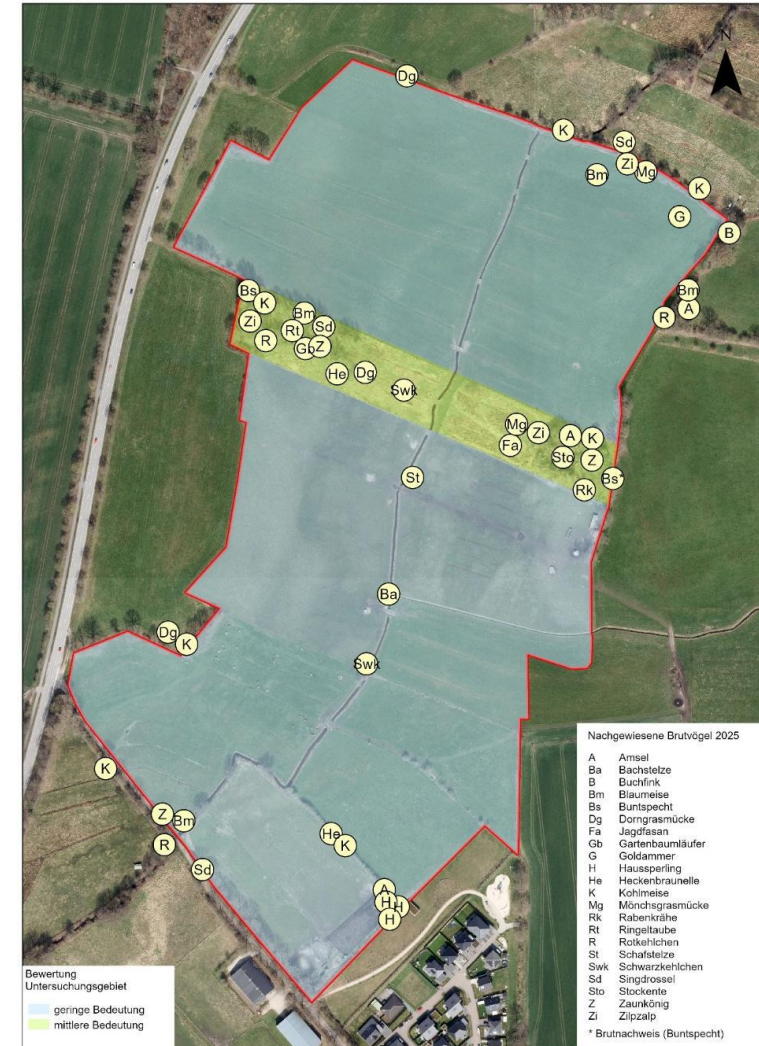 N
Dg
K
Sd
Zi
Mg
Bm
K
G
B
Bm
A
R
Bs
K
Bm
Zi
Rt
Sd
R
Gb
Z
He
Dg
Swk
Mg
Zi
A
K
Fa
Sto
Z
Bs*
Rk
St
Ba
Dg
K
Swk
K
Z
Bm
R
Sd
He
K
A
H
H
H
Nachgewiesene Brutvögel 2025
A Amsel
Ba Bachstelze
B Buchfink
Bm Blaumeise
Bs Buntspecht
Dg Dorngrasmücke
Fa Jagdfasan
Gb Gartenbaumläufer
G Goldammer
H Haussperling
He Heckenbraunelle
K Kohlmeise
Mg Mönchsgrasmücke
Rk Rabenkrähe
Rt Ringeltaube
R Rotkehlchen
St Schafstelze
Swk Schwarzkehlchen
Sd Singdrossel
Sto Stockente
Z Zaunkönig
Zi Zilpzalp
* Brutnachweis (Buntspecht)
Bewertung
Untersuchungsgebiet
geringe Bedeutung
mittlere Bedeutung